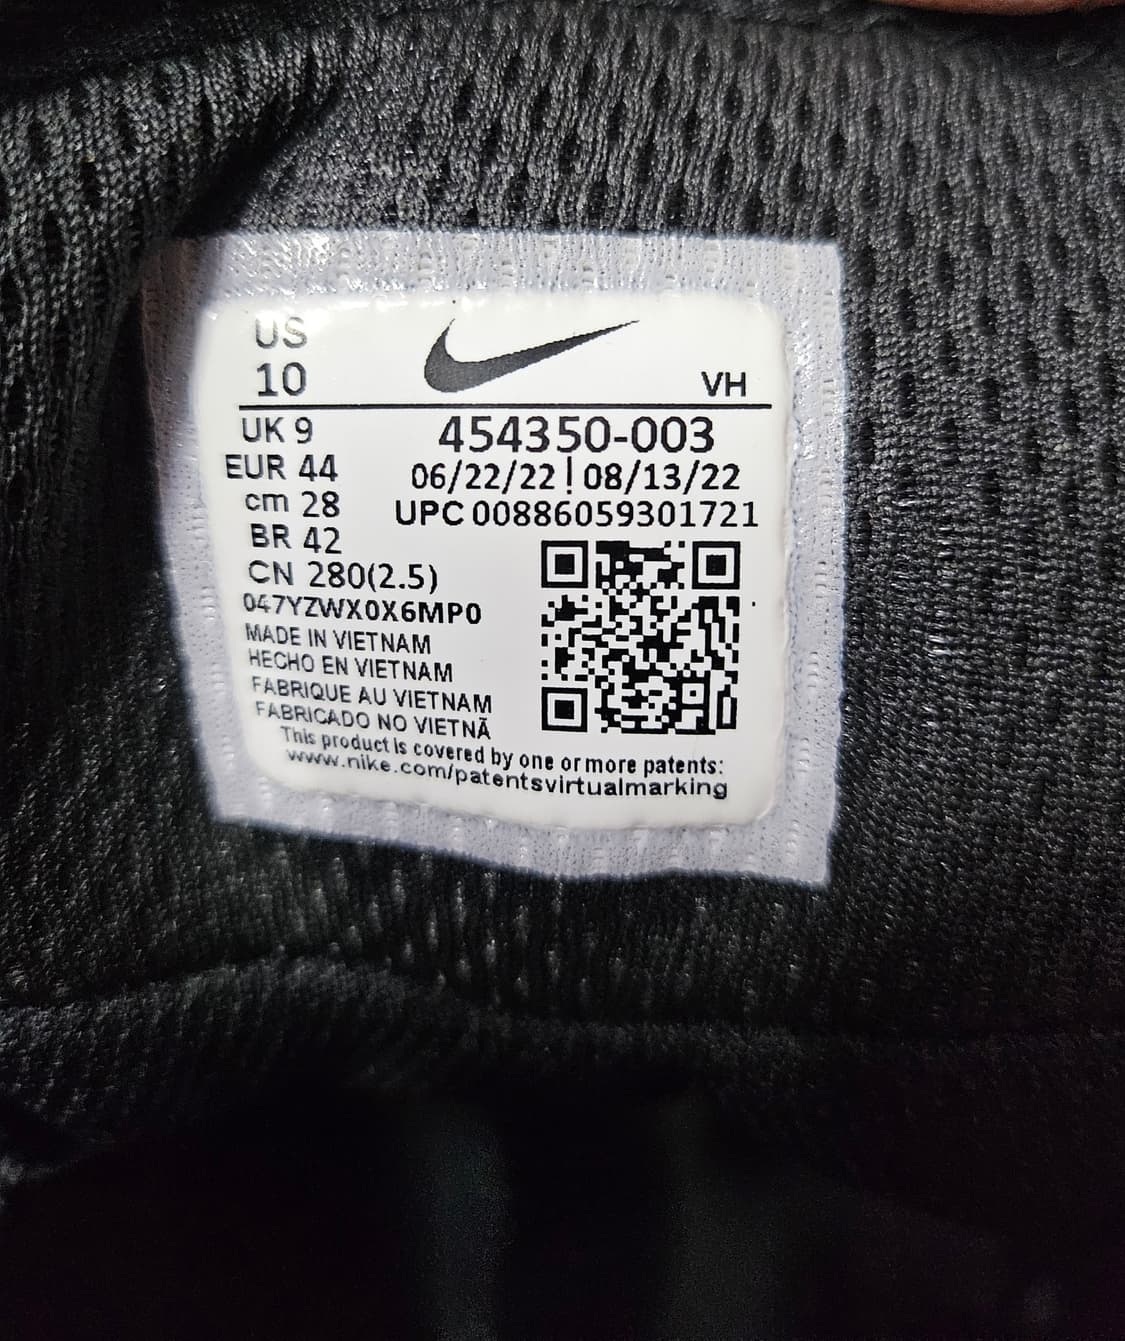 US
10
VH
UK 9
EUR 44
cm 28
BR 42
CN 280(2.5)
454350-003
06/22/22 | 08/13/22
UPC 00886059301721
047YZWX0X6MP0
MADE IN VIETNAM
HECHO EN VIETNAM
FABRIQUE AU VIETNAM
FABRICADO NO VIETNÃ
This product is covered by one or more patents:
www.nike.com/patentsvirtualmarking